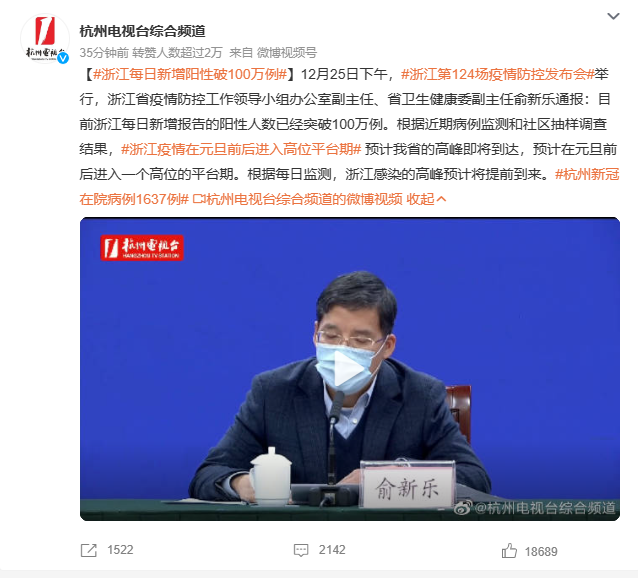 杭州电视台
杭州电视台综合频道
35分钟前 转赞人数超过2万 来自 微博视频号
【#浙江每日新增阳性破100万例#】12月25日下午，#浙江第124场疫情防控发布会#举
行，浙江省疫情防控工作领导小组办公室副主任、省卫生健康委副主任俞新乐通报：目
前浙江每日新增报告的阳性人数已经突破100万例。根据近期病例监测和社区抽样调查
结果，#浙江疫情在元旦前后进入高位平台期# 预计我省的高峰即将到达，预计在元旦前
后进入一个高位的平台期。根据每日监测，浙江感染的高峰预计将提前到来。#杭州新冠
在院病例1637例# 杭州电视台综合频道的微博视频 收起
杭州电视台
HANGZHOU TV STATION
俞新乐
@杭州电视台综合频道
1522 2142 18689